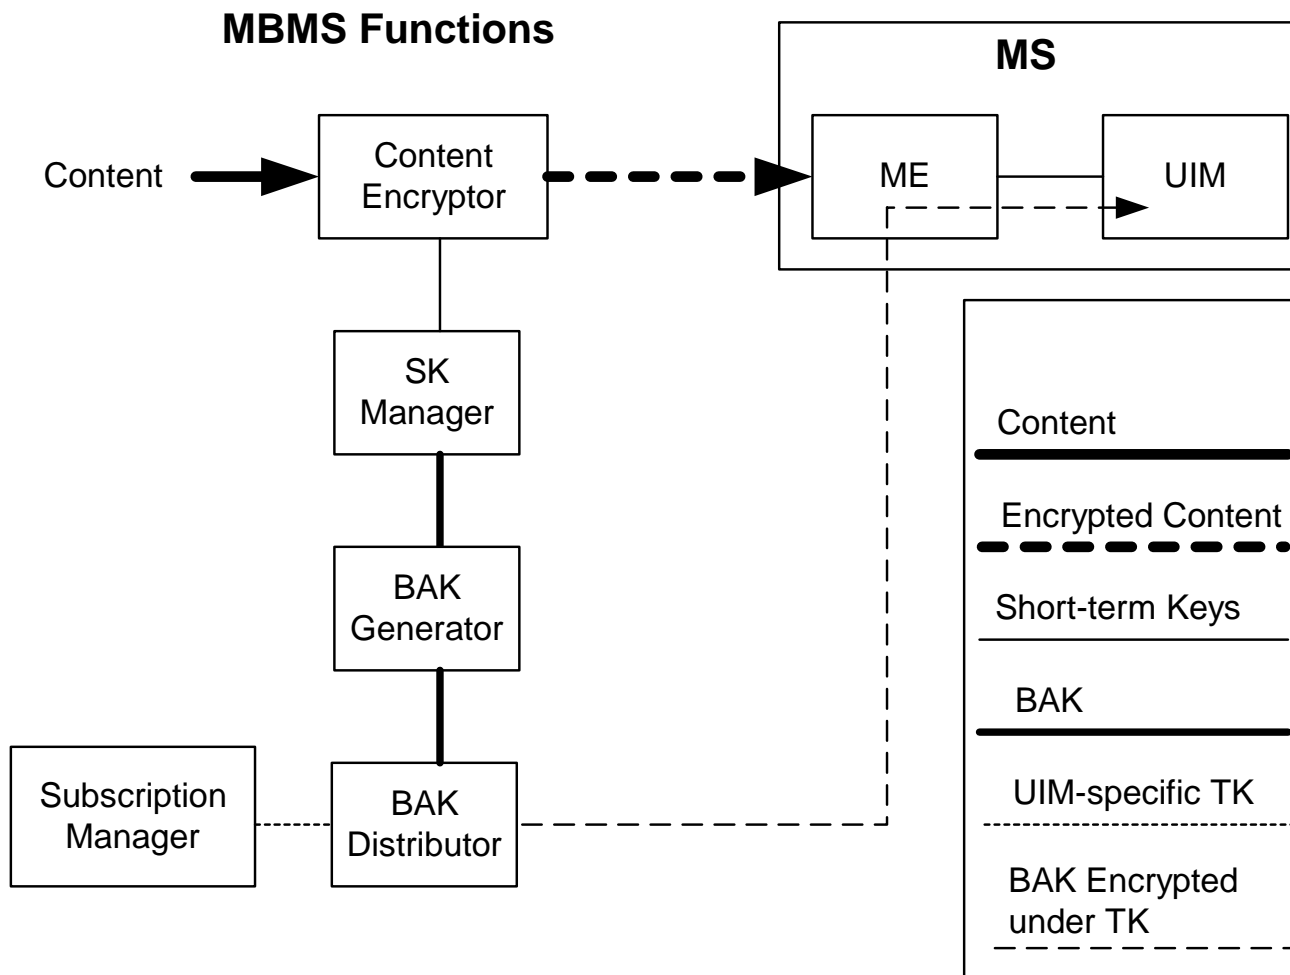 MBMS Functions
MS
Content
Content
Encryptor
ME
UIM
SK
Manager
BAK
Generator
Subscription
Manager
BAK
Distributor
Content
Encrypted Content
Short-term Keys
BAK
UIM-specific TK
BAK Encrypted
under TK